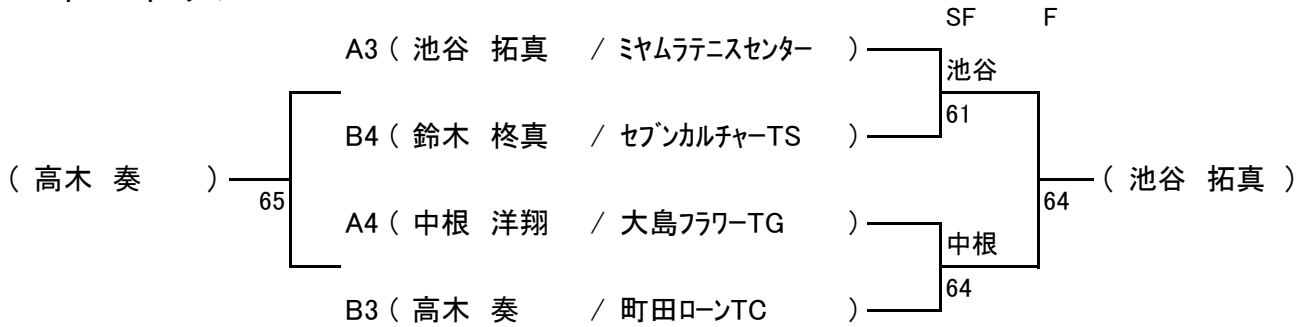 SF F
A3 ( 池谷 拓真 / ミヤムラテニスセンター )
池谷
61
B4 ( 鈴木 柊真 / セブンカルチャーTS )
( 高木 奏 )
65
( 池谷 拓真 )
64
A4 ( 中根 洋翔 / 大島フラワーTG )
中根
64
B3 ( 高木 奏 / 町田ローンTC )